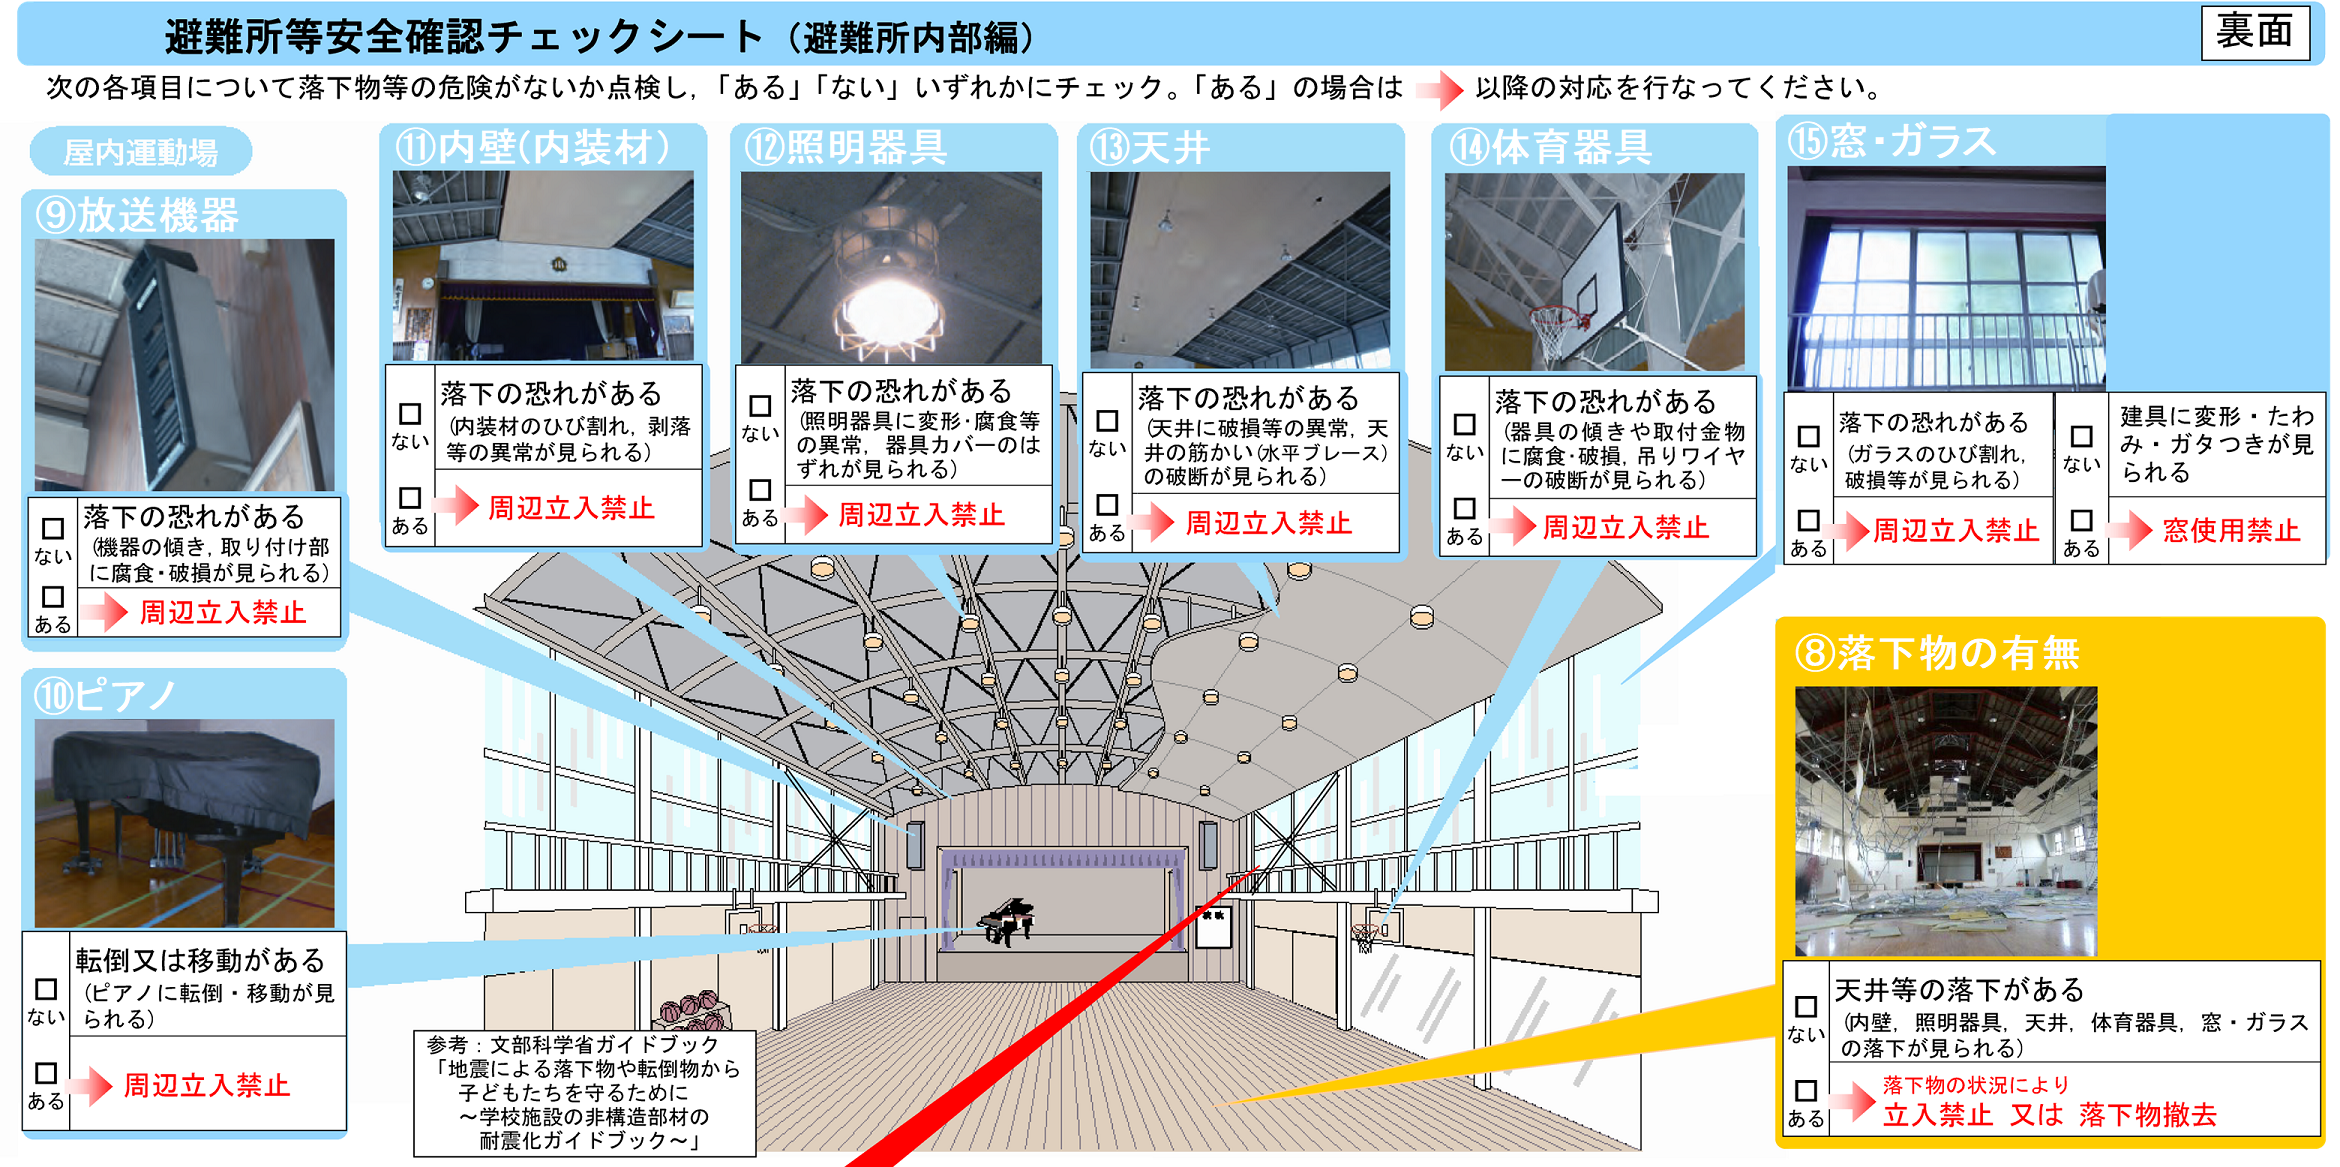 避難所等安全確認チェックシート（避難所内部編）
裏面
次の各項目について落下物等の危険がないか点検し，「ある」「ない」いずれかにチェック。「ある」の場合は
以降の対応を行なってください。
屋内運動場
⑨放送機器
ない
ある
落下の恐れがある
（機器の傾き，取り付け部
に腐食・破損が見られる）
周辺立入禁止
⑩ピアノ
ない
ある
転倒又は移動がある
（ピアノに転倒・移動が見
られる）
周辺立入禁止
⑪内壁(内装材）
ない
ある
落下の恐れがある
（内装材のひび割れ，剥落
等の異常が見られる）
周辺立入禁止
⑫照明器具
ない
ある
落下の恐れがある
（照明器具に変形・腐食等
の異常，器具カバーのは
ずれが見られる）
周辺立入禁止
⑬天井
ない
ある
落下の恐れがある
（天井に破損等の異常，天
井の筋かい（水平ブレース）
の破断が見られる）
周辺立入禁止
⑭体育器具
ない
ある
落下の恐れがある
（器具の傾きや取付金物
に腐食・破損，吊りワイヤ
ーの破断が見られる）
周辺立入禁止
⑮窓・ガラス
ない
ある
落下の恐れがある
（ガラスのひび割れ，
破損等が見られる）
周辺立入禁止
ない
ある
建具に変形・たわ
み・ガタつきが見
られる
窓使用禁止
⑧落下物の有無
ない
ある
天井等の落下がある
（内壁，照明器具，天井，体育器具，窓・ガラス
の落下が見られる）
落下物の状況により
立入禁止 又は 落下物撤去
参考：文部科学省ガイドブック
「地震による落下物や転倒物から
子どもたちを守るために
～学校施設の非構造部材の
耐震化ガイドブック～」